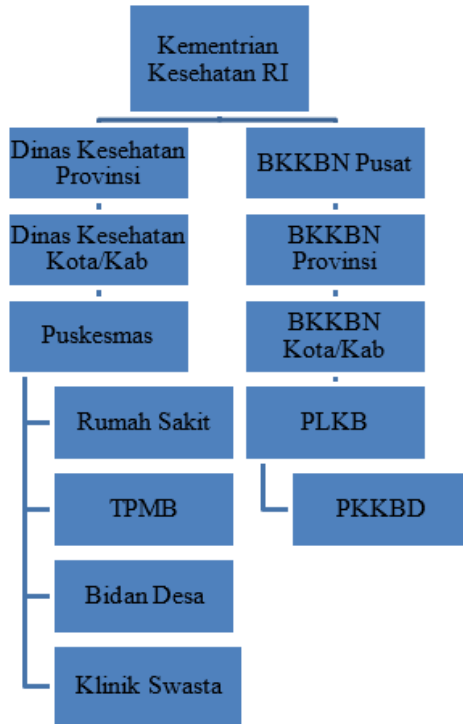 Kementrian
Kesehatan RI
Dinas Kesehatan
Provinsi
BKKBN Pusat
Dinas Kesehatan
Kota/Kab
BKKBN
Provinsi
Puskesmas
BKKBN
Kota/Kab
Rumah Sakit
PLKB
TPMB
PKKBD
Bidan Desa
Klinik Swasta